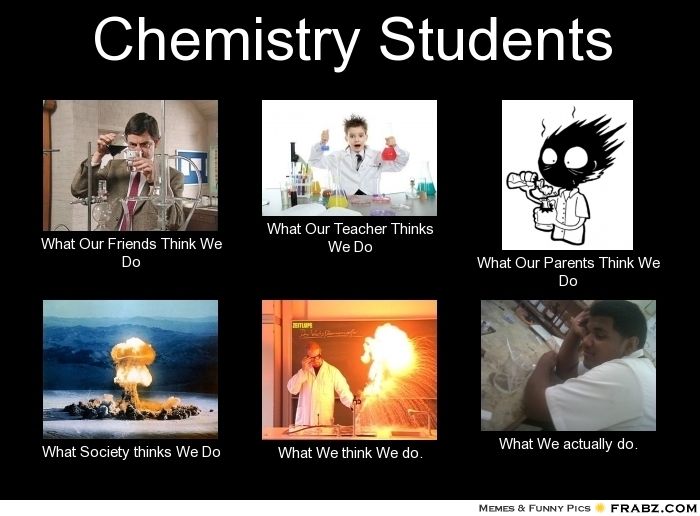 Chemistry Students
What Our Friends Think We
Do
What Our Teacher Thinks
We Do
What Our Parents Think We
Do
What Society thinks We Do
ZEITLUPE
What We think We do.
What We actually do.
MEMES & FUNNY PICS FRABZ.COM